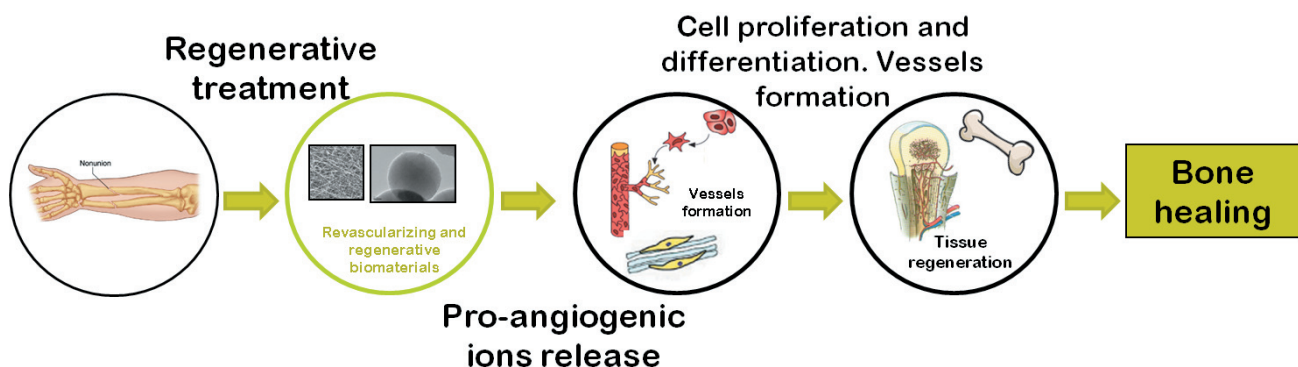 Regenerative
treatment
Cell proliferation and
differentiation. Vessels
formation
Nonunion
Revascularizing and
regenerative
biomaterials
Vessels
formation
Tissue
regeneration
Bone
healing
Pro-angiogenic
ions release